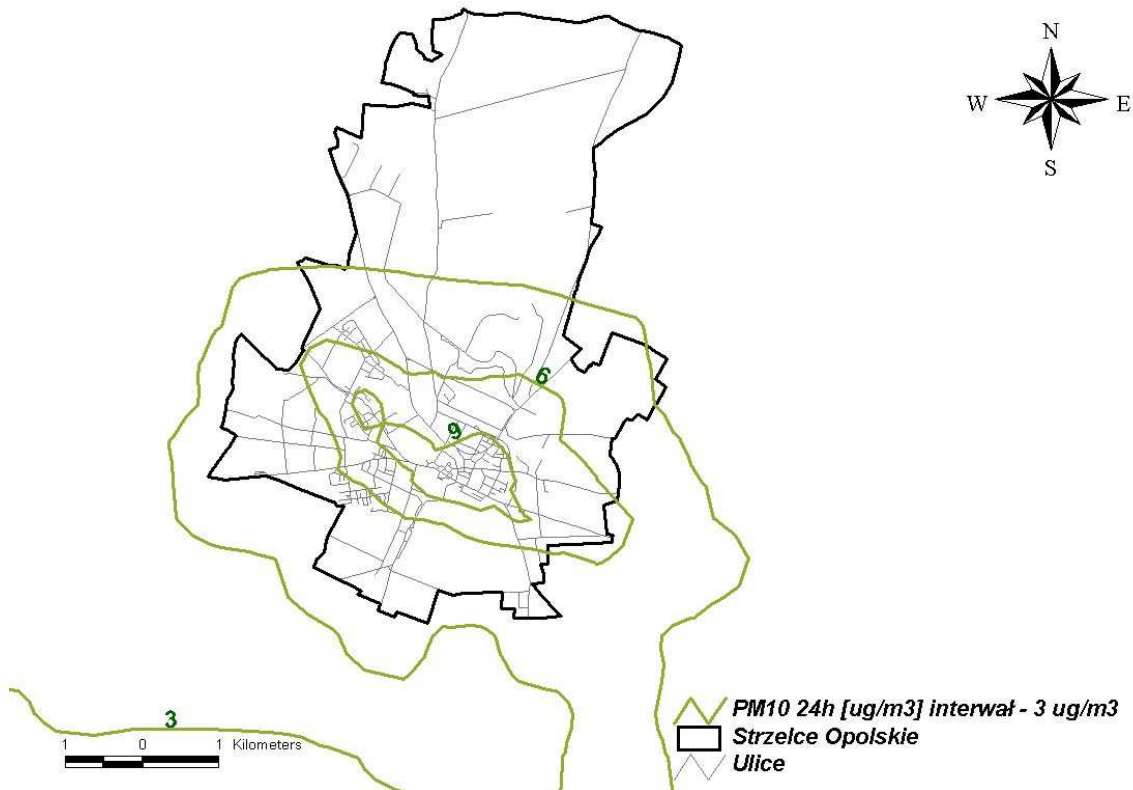 N
W E
S
6
9
3
1 0 1 Kilometers
PM10 24h [ug/m3] interwał - 3 ug/m3
Strzelce Opolskie
Ulice